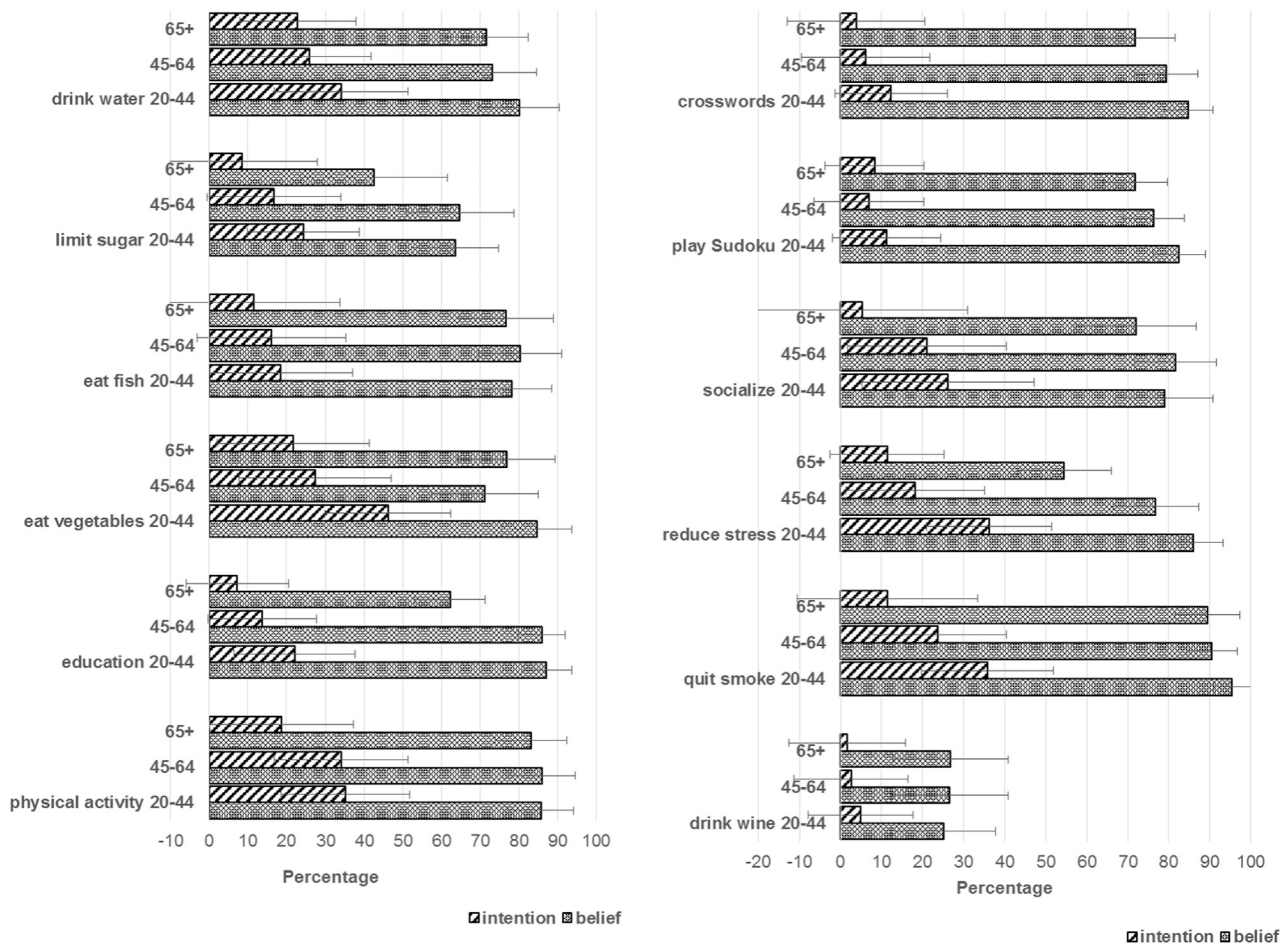 65+
45-64
drink water 20-44
65+
45-64
limit sugar 20-44
65+
45-64
eat fish 20-44
65+
45-64
eat vegetables 20-44
65+
45-64
education 20-44
65+
45-64
physical activity 20-44
-10 0 10 20 30 40 50 60 70 80 90 100
Percentage
intention belief
65+
45-64
crosswords 20-44
65+
45-64
play Sudoku 20-44
65+
45-64
socialize 20-44
65+
45-64
reduce stress 20-44
65+
45-64
quit smoke 20-44
65+
45-64
drink wine 20-44
-20 -10 0 10 20 30 40 50 60 70 80 90 100
Percentage
intention belief